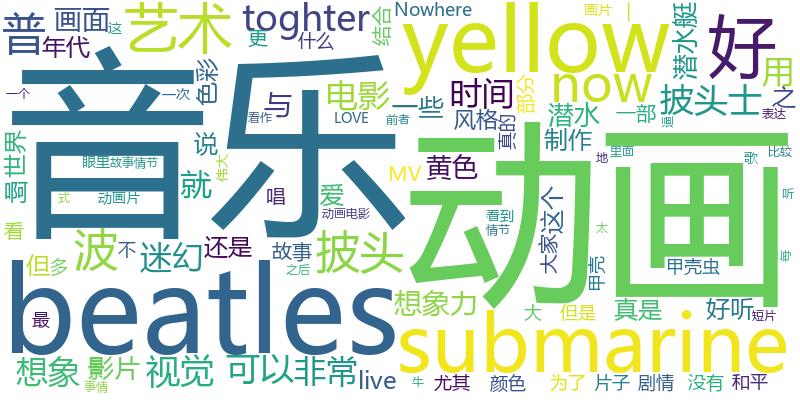 普 画面 这 艺术 toghter 更 什么 结合 Nowhere 画片 一 潜水艇 好
年代 yellow
一个 一次 色彩 与 电影 一些 时间 now 部分 用
音乐 看作 LOVE 前者 风格 真的 潜水 一部 披头士 之
说 动画 制作 遍 表达
世界 眼里 故事情节 伟大 就 唱 爱 MV 黄色 地 里面 歌 比较
看 式 动画片 动画电影 看到 情节 大家 这个 太 听
但 多 波 不 迷幻 还是 故事 披头 甲壳 甲壳虫 每
最 beatles 之后 想象力 大 但是 真是 好听 短片
submarine
想象 影片 事情 视觉 可以 非常 live 牛 尤其 颜色 为了 片子 剧情 没有 和平